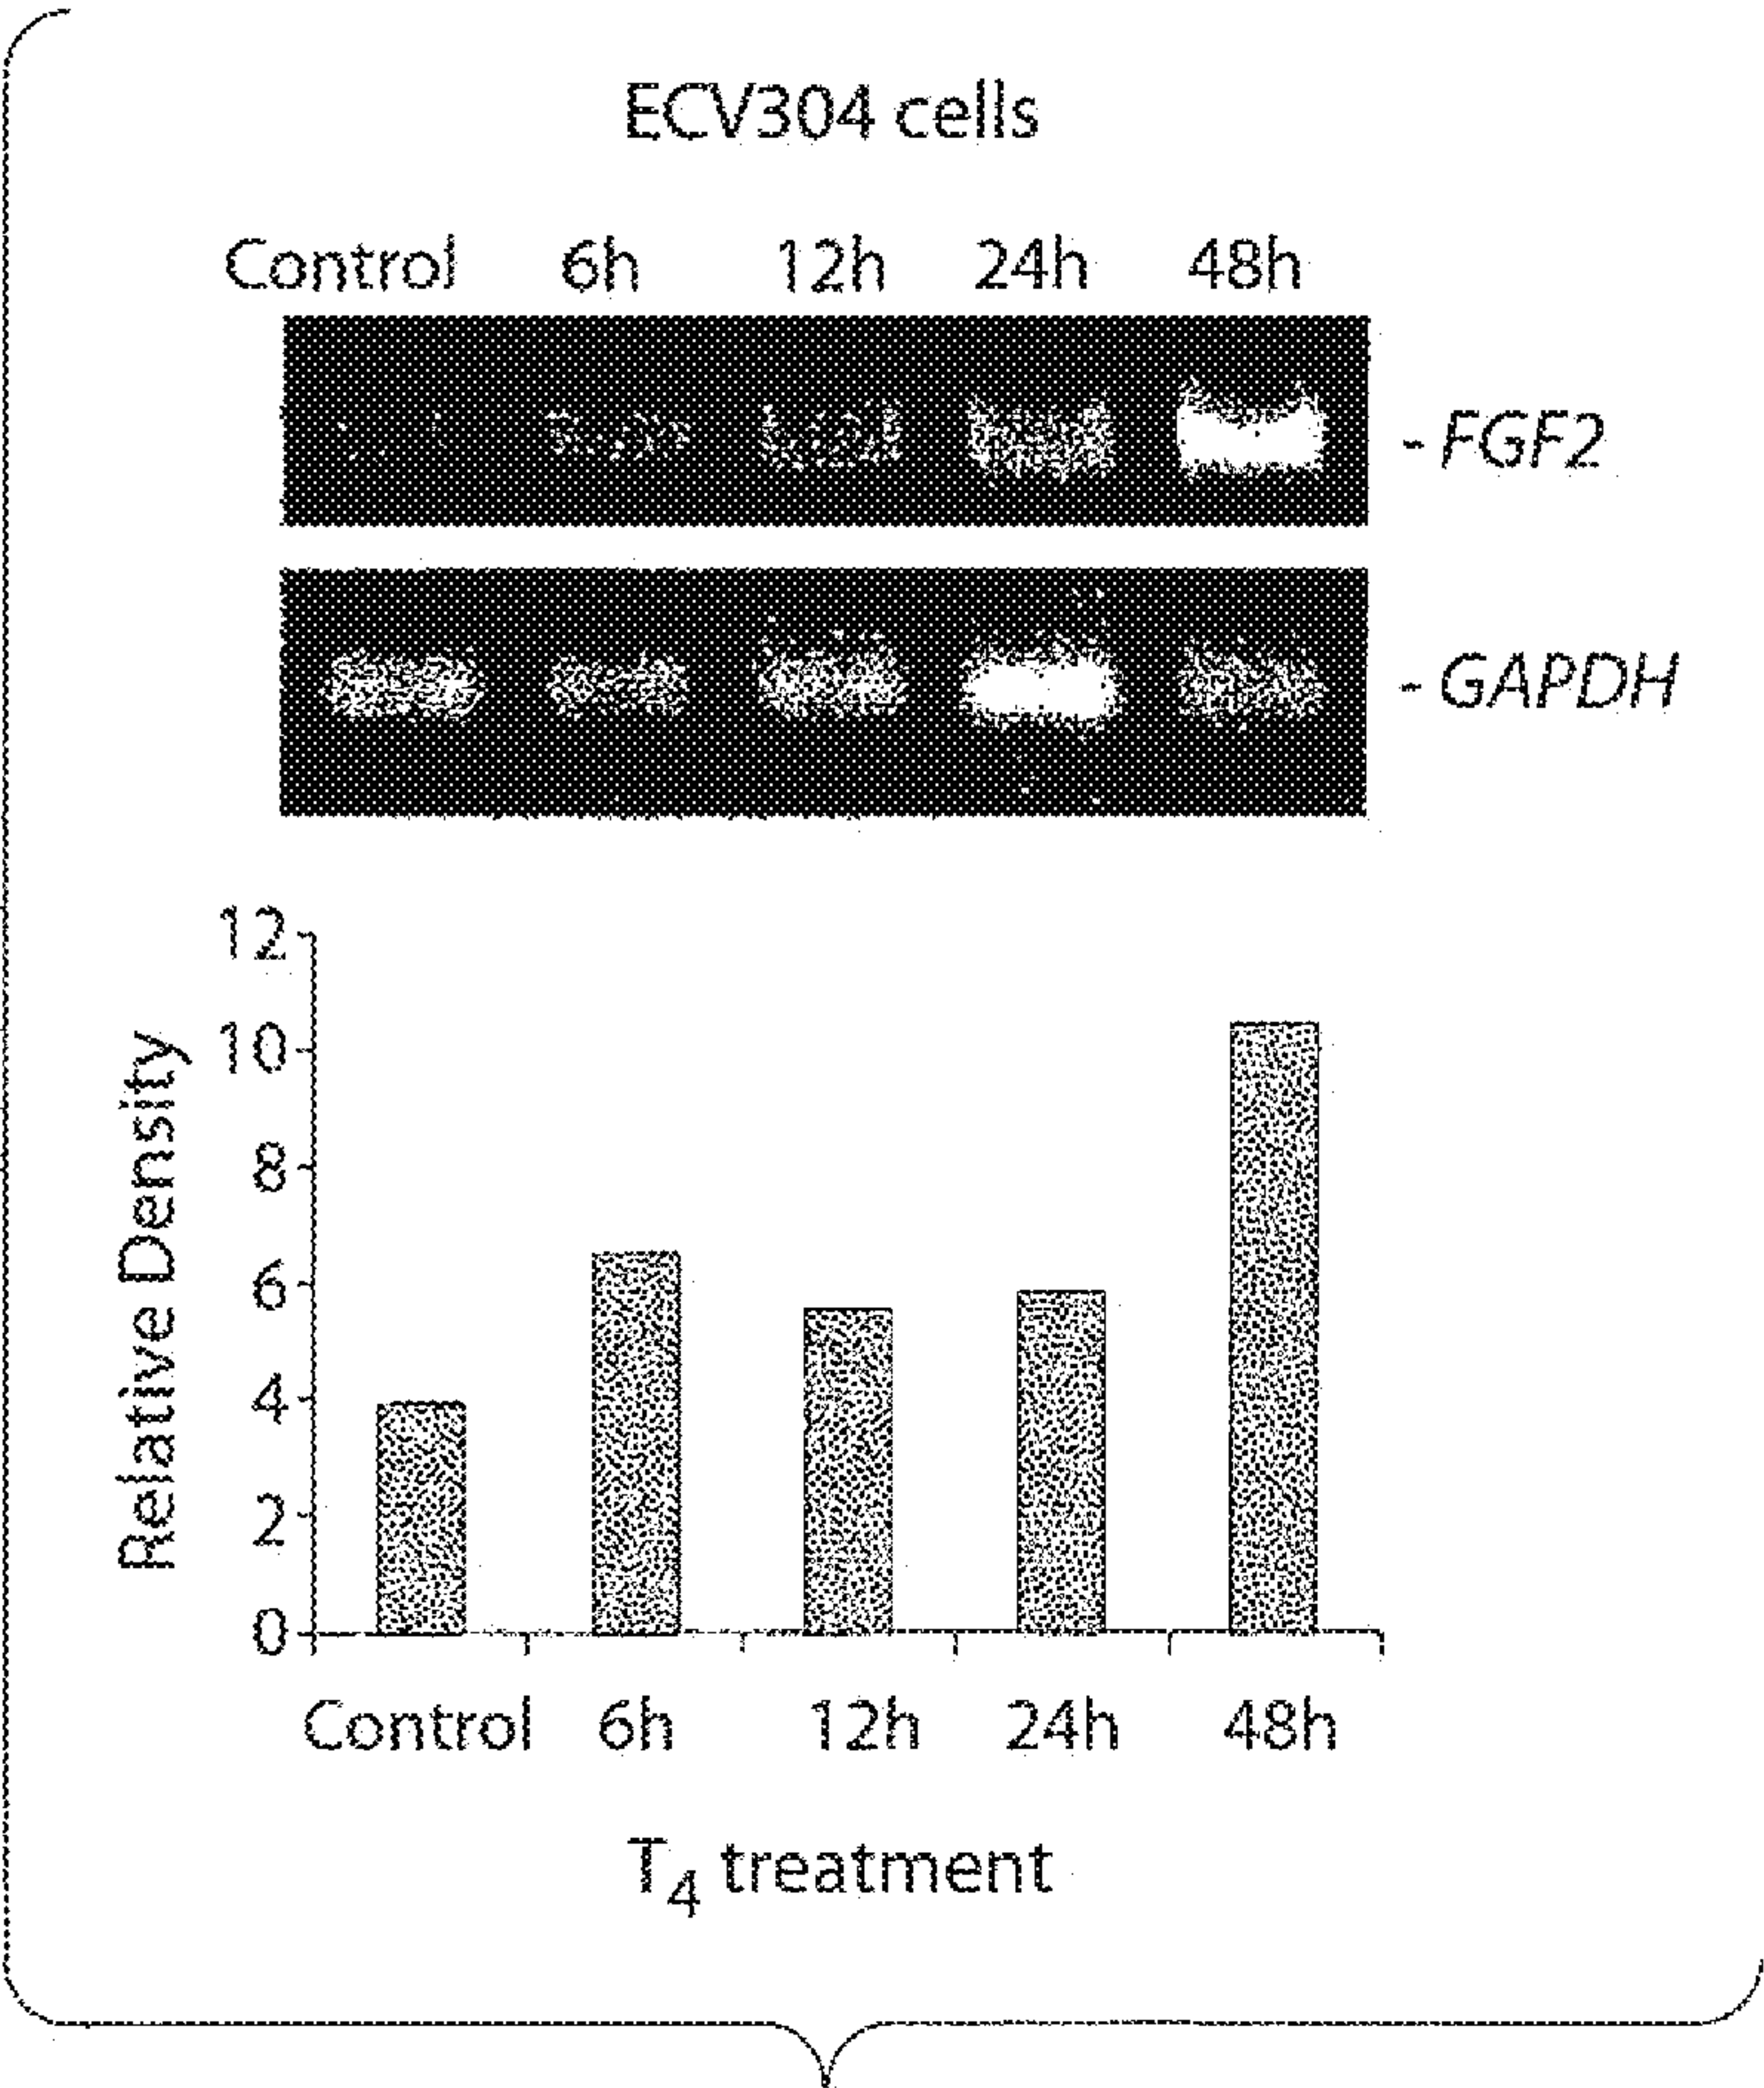 ECV304 cells
Control 6h 12h 24h 48h
- FGF2
- GAPDH
12
10
8
6
4
2
0
Relative Density
Control 6h 12h 24h 48h
T4 treatment